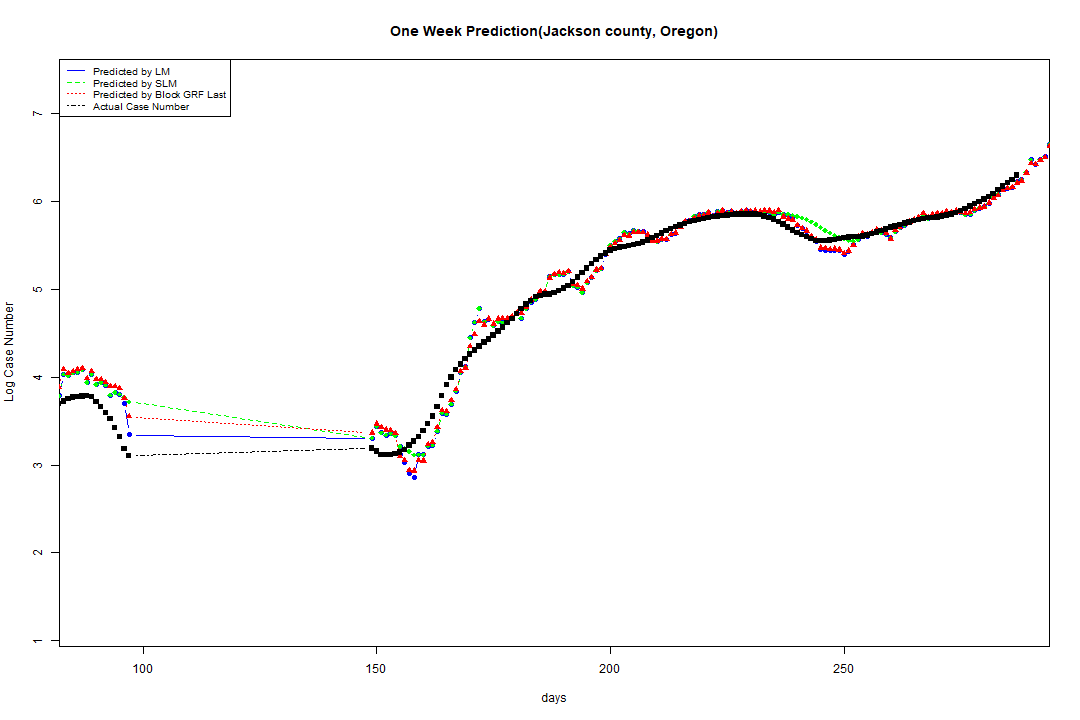 One Week Prediction(Jackson county, Oregon)
Predicted by LM
Predicted by SLM
Predicted by Block GRF Last
Actual Case Number
7
6
5
4
3
2
1
Log Case Number
100 150 200 250
days